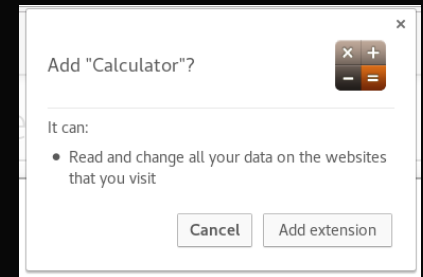 Add "Calculator"?
It can:
Read and change all your data on the websites
that you visit
Cancel
Add extension